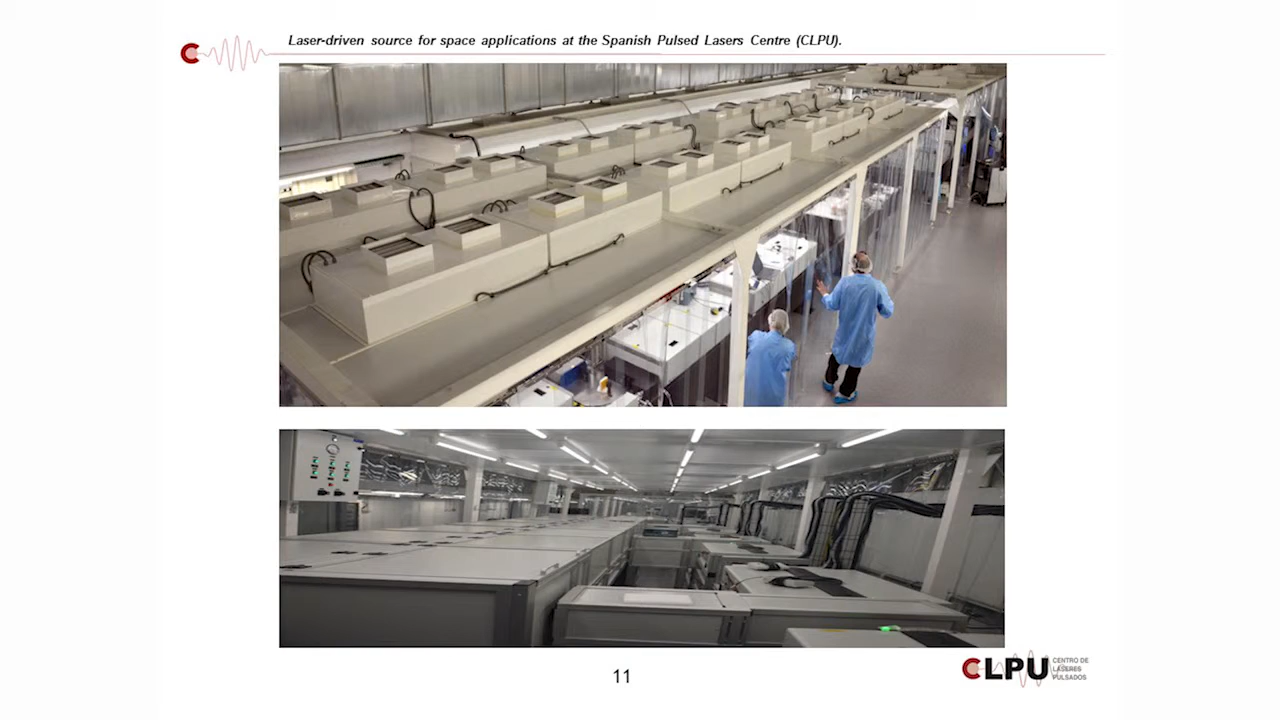 Laser-driven source for space applications at the Spanish Pulsed Lasers Centre (CLPU).
11
CLPU
CENTRO DE
LÁSERES
PULSADOS